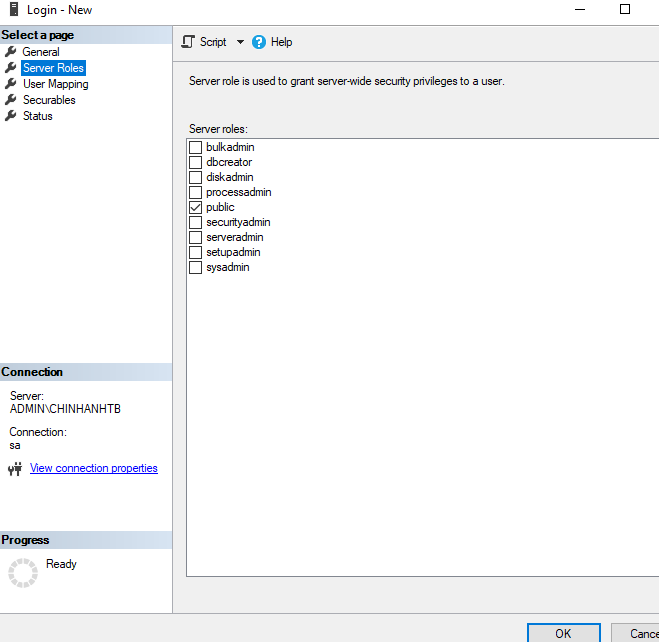 Login - New
Select a page
General
Server Roles
User Mapping
Securables
Status
Script
Help
Server role is used to grant server-wide security privileges to a user.
Server roles:
bulkadmin
dbcreator
diskadmin
processadmin
public
securityadmin
serveradmin
setupadmin
sysadmin
Connection
Server:
ADMIN\CHINHANHTB
Connection:
sa
View connection properties
Progress
Ready
OK
Cance